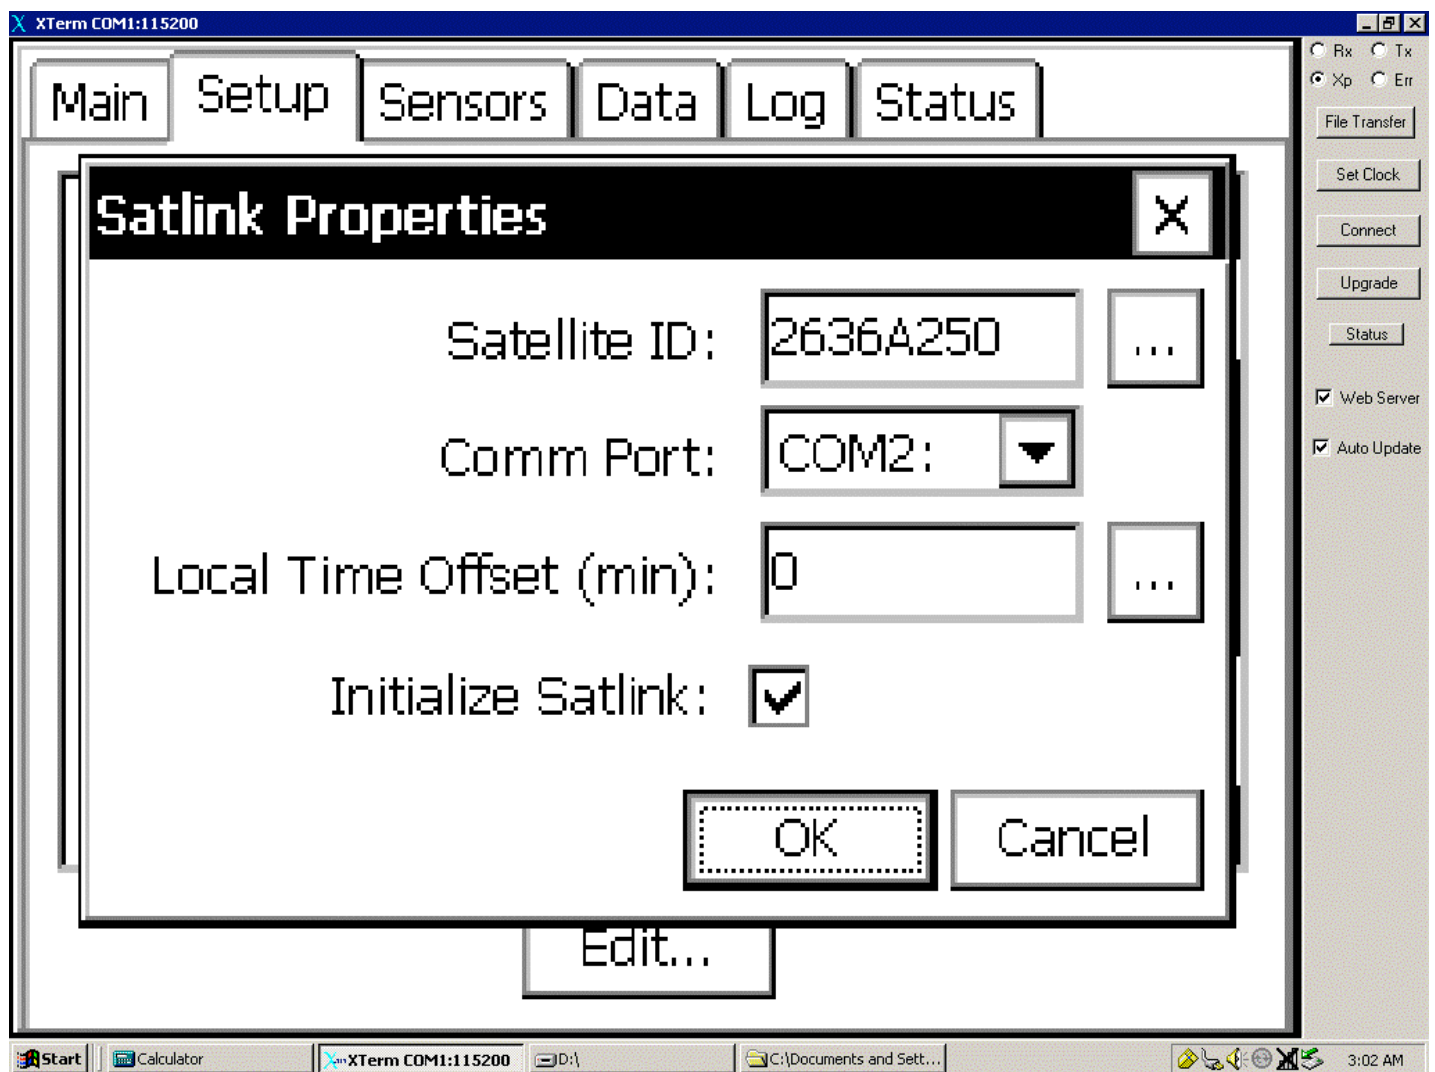 XTerm COM1:115200
Rx Tx
Xp Err
Main Setup Sensors Data Log Status
File Transfer
Set Clock
Satlink Properties
Connect
Upgrade
Satellite ID: 2636A250 ...
Status
Web Server
Comm Port: COM2:
Auto Update
Local Time Offset (min): 0 ...
Initialize Satlink:
OK Cancel
Edit...
Start Calculator XTerm COM1:115200 D:\ C:\Documents and Sett... 3:02 AM